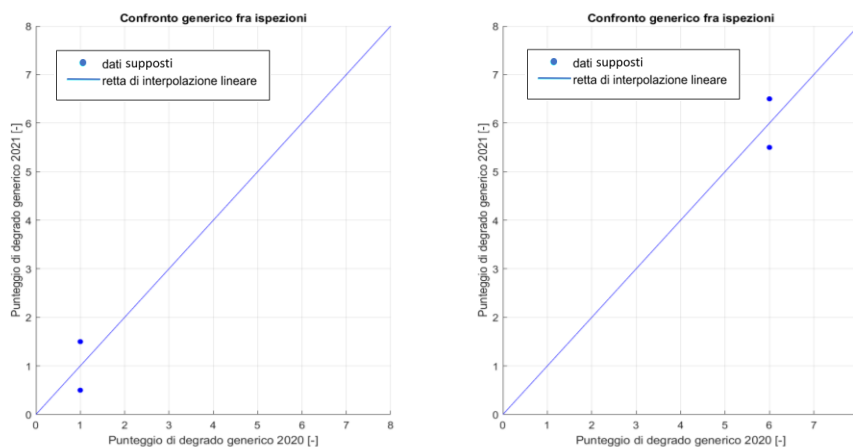 Confronto generico fra ispezioni
dati supposti
retta di interpolazione lineare
Punteggio di degrado generico 2021 [-]
8
7
6
5
4
3
2
1
0
0 1 2 3 4 5 6 7 8
Punteggio di degrado generico 2020 [-]
Confronto generico fra ispezioni
dati supposti
retta di interpolazione lineare
Punteggio di degrado generico 2021 [-]
8
7
6
5
4
3
2
1
0
0 1 2 3 4 5 6 7
Punteggio di degrado generico 2020 [-]